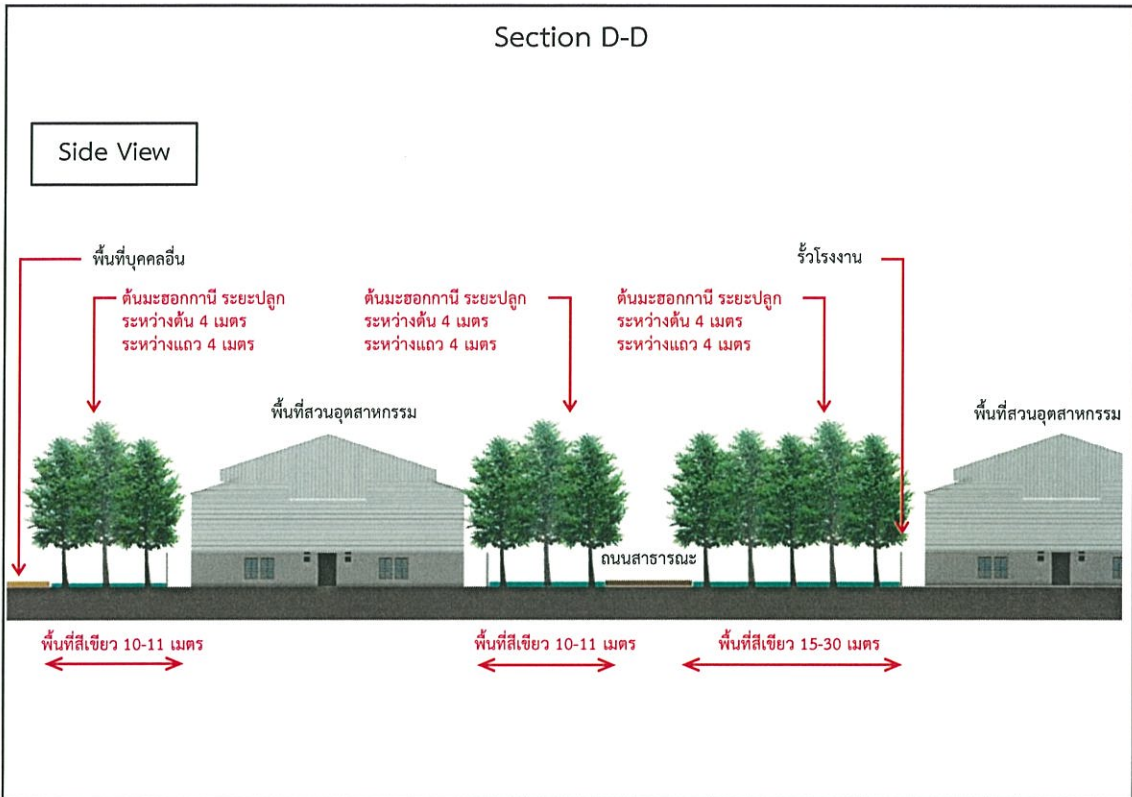 Section D-D
Side View
พื้นที่บุคคลอื่น
รั้วโรงงาน
ต้นมะฮอกกานี ระยะปลูก
ระหว่างต้น 4 เมตร
ระหว่างแถว 4 เมตร
ต้นมะฮอกกานี ระยะปลูก
ระหว่างต้น 4 เมตร
ระหว่างแถว 4 เมตร
ต้นมะฮอกกานี ระยะปลูก
ระหว่างต้น 4 เมตร
ระหว่างแถว 4 เมตร
พื้นที่สวนอุตสาหกรรม
พื้นที่สวนอุตสาหกรรม
ถนนสาธารณะ
พื้นที่สีเขียว 10-11 เมตร
พื้นที่สีเขียว 10-11 เมตร
พื้นที่สีเขียว 15-30 เมตร